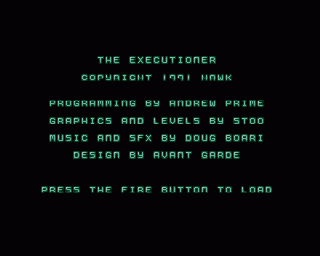 THE EXECUTIONER
COPYRIGHT 1991 HAWK
PROGRAMMING BY ANDREW PRIME
GRAPHICS AND LEVELS BY STOO
MUSIC AND SFX BY DOUG BOARI
DESIGN BY AVANT GARDE
PRESS THE FIRE BUTTON TO LOAD